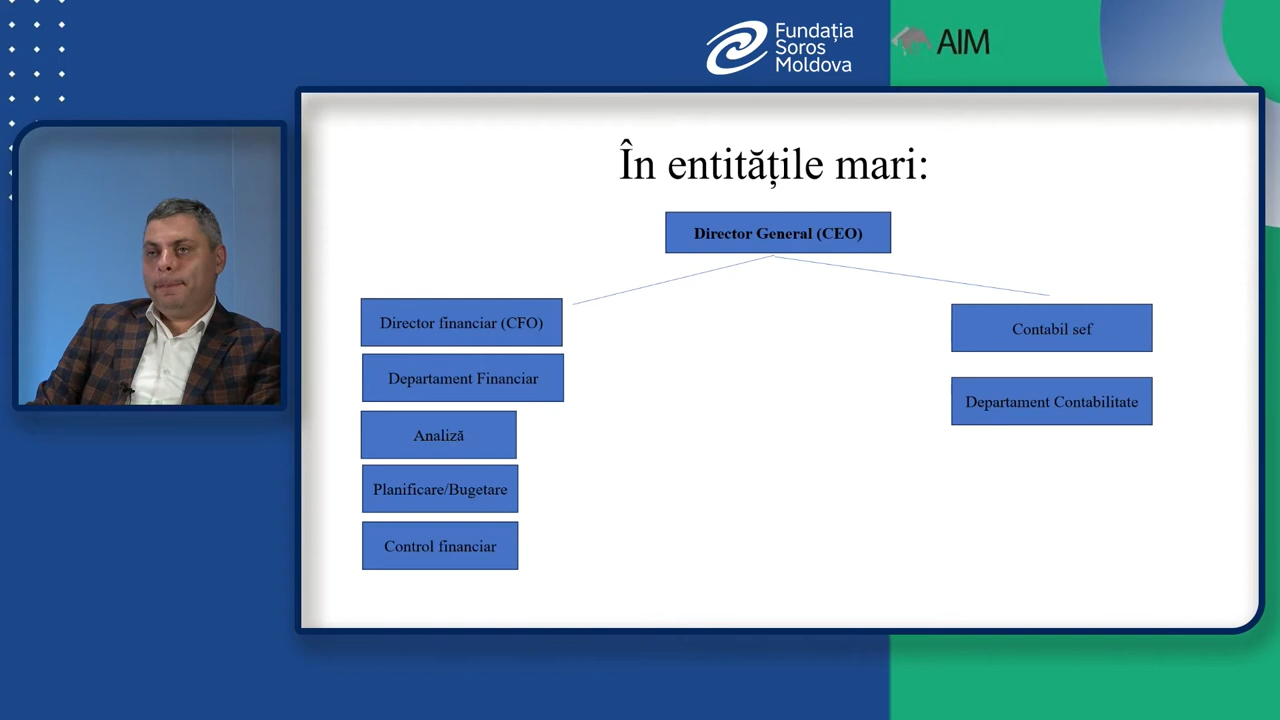 Fundația
Soros
Moldova
AIM
În entitățile mari:
Director General (CEO)
Director financiar (CFO)
Contabil sef
Departament Financiar
Departament Contabilitate
Analiză
Planificare/Bugetare
Control financiar